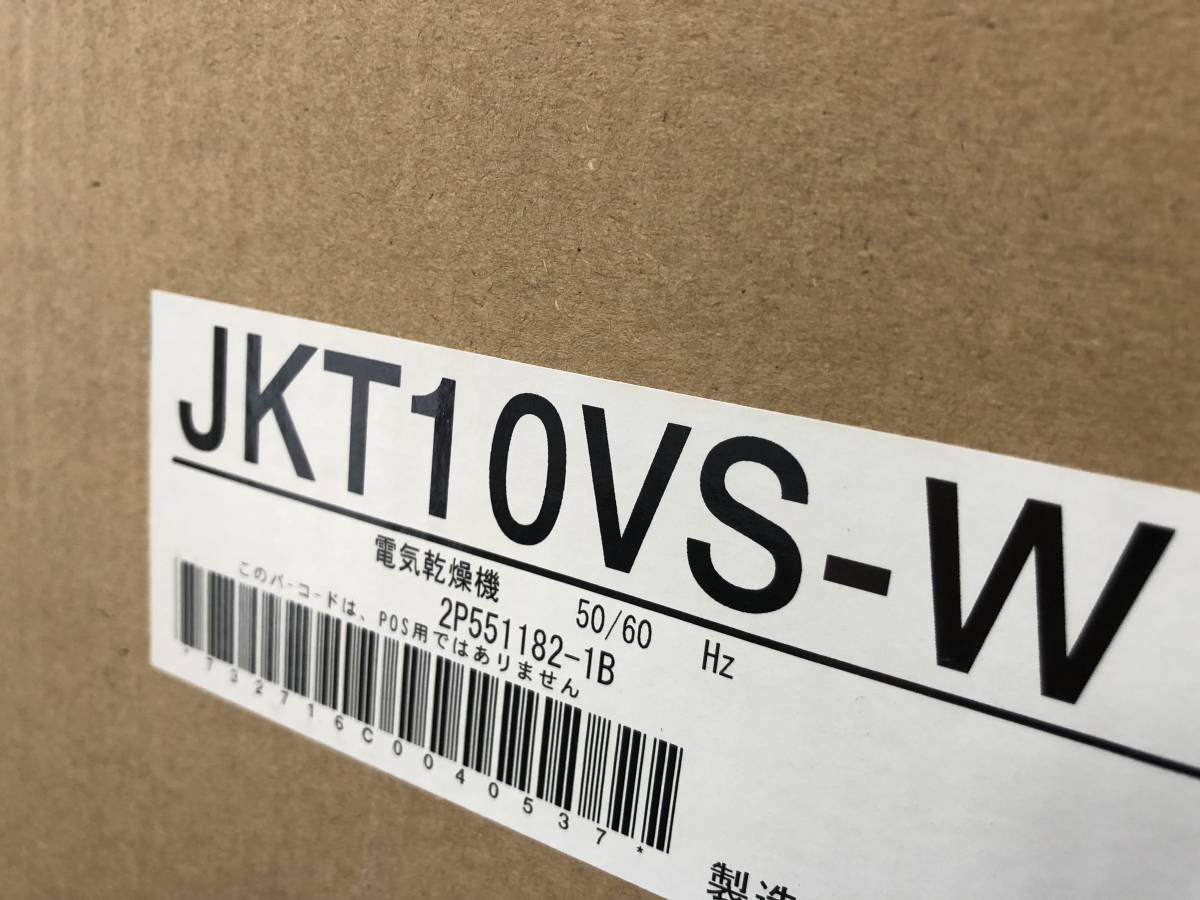 JKT10VS-W
電気乾燥機 50/60 Hz
2P551182-1B
このバーコードは、POS用ではありません
*732716C0040537*
製造